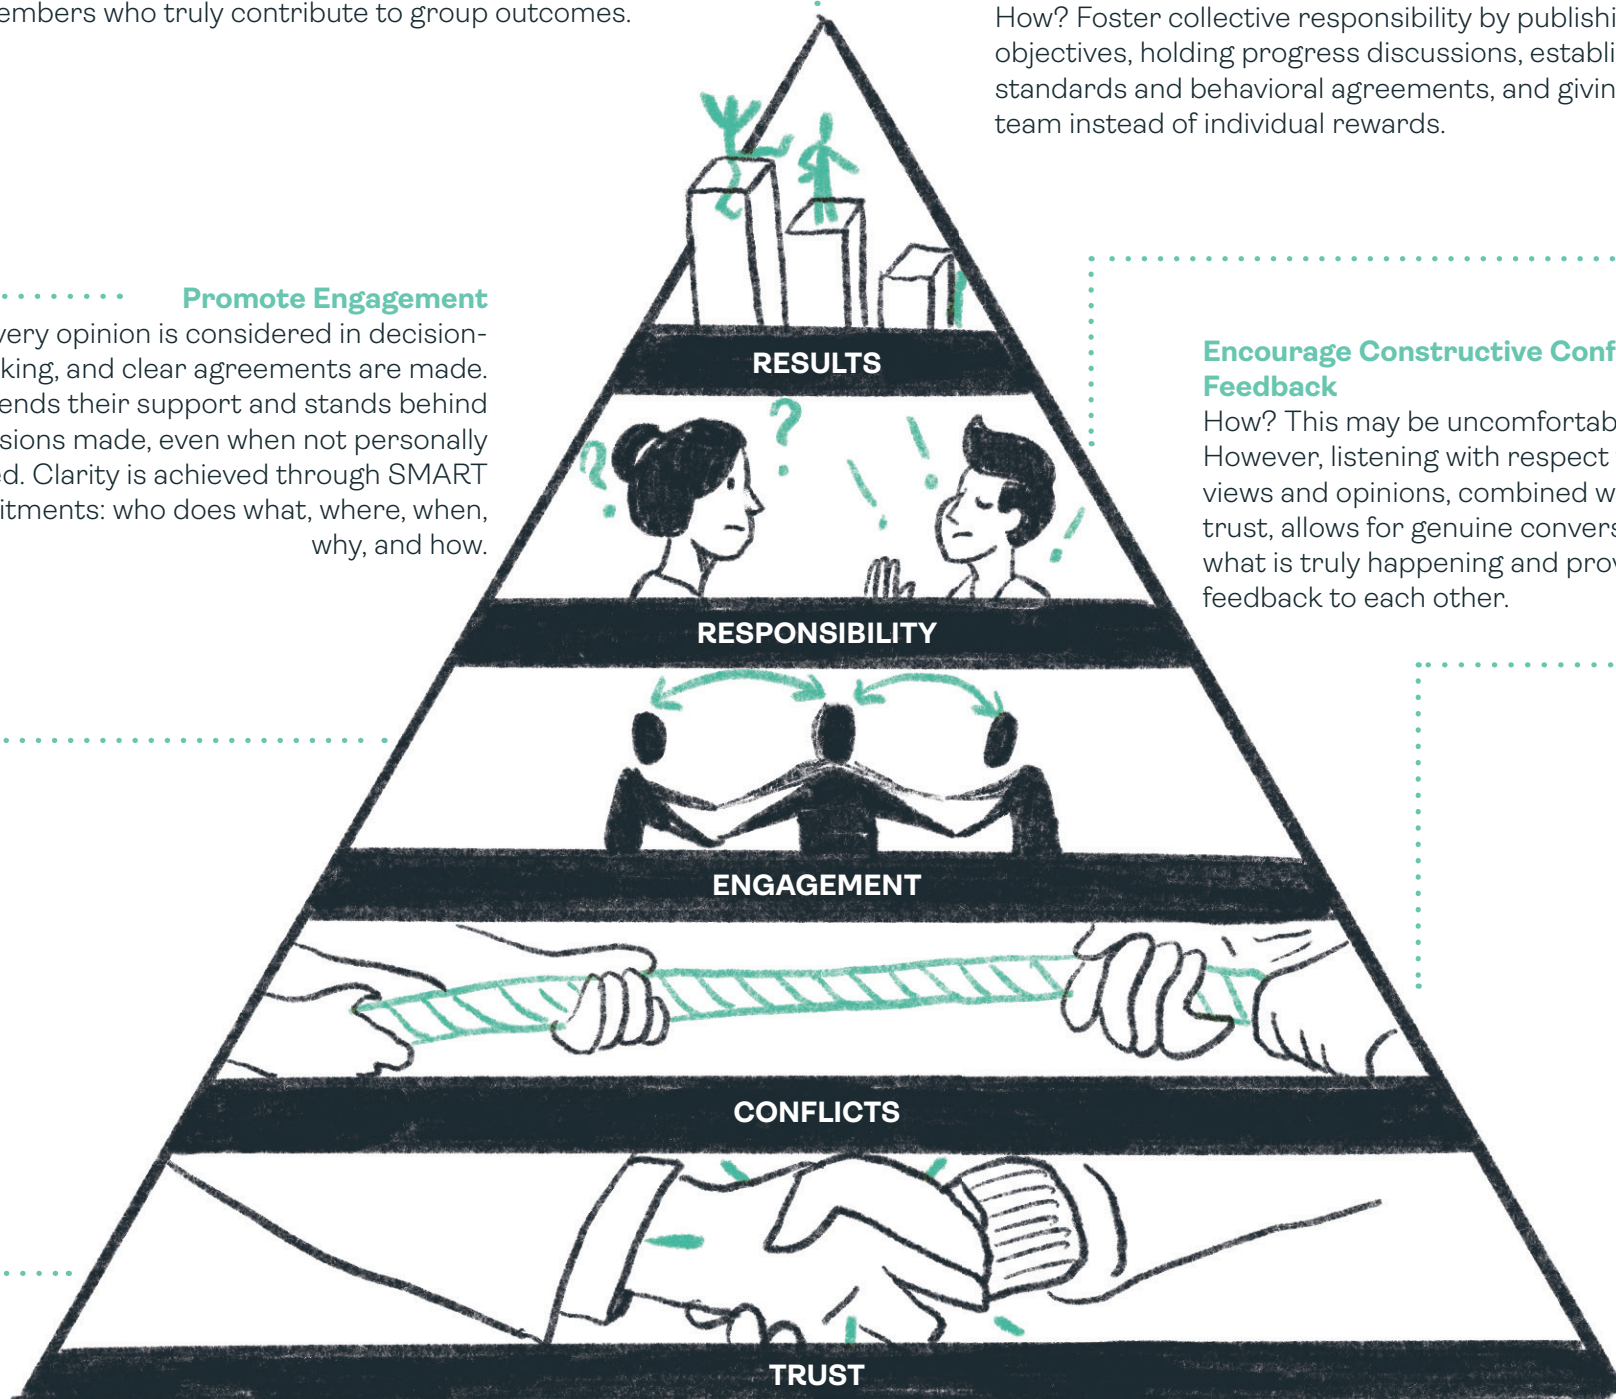 embers who truly contribute to group outcomes.
How? Foster collective responsibility by publishi
objectives, holding progress discussions, establi
standards and behavioral agreements, and givin
team instead of individual rewards.
Promote Engagement
very opinion is considered in decision-
king, and clear agreements are made.
ends their support and stands behind
sions made, even when not personally
ed. Clarity is achieved through SMART
itments: who does what, where, when,
why, and how.
Encourage Constructive Conf
Feedback
How? This may be uncomfortab
However, listening with respect
views and opinions, combined w
trust, allows for genuine convers
what is truly happening and prov
feedback to each other.
RESULTS
RESPONSIBILITY
ENGAGEMENT
CONFLICTS
TRUST